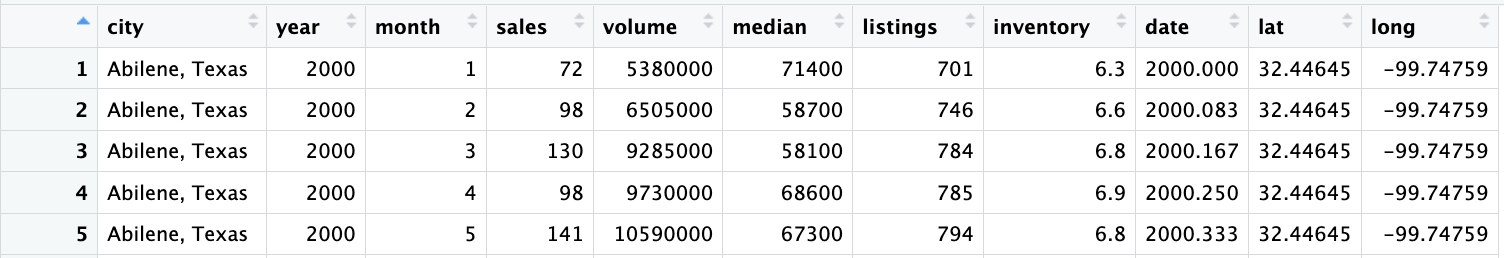 city year month sales volume median listings inventory date lat long
1 Abilene, Texas 2000 1 72 5380000 71400 701 6.3 2000.000 32.44645 -99.74759
2 Abilene, Texas 2000 2 98 6505000 58700 746 6.6 2000.083 32.44645 -99.74759
3 Abilene, Texas 2000 3 130 9285000 58100 784 6.8 2000.167 32.44645 -99.74759
4 Abilene, Texas 2000 4 98 9730000 68600 785 6.9 2000.250 32.44645 -99.74759
5 Abilene, Texas 2000 5 141 10590000 67300 794 6.8 2000.333 32.44645 -99.74759